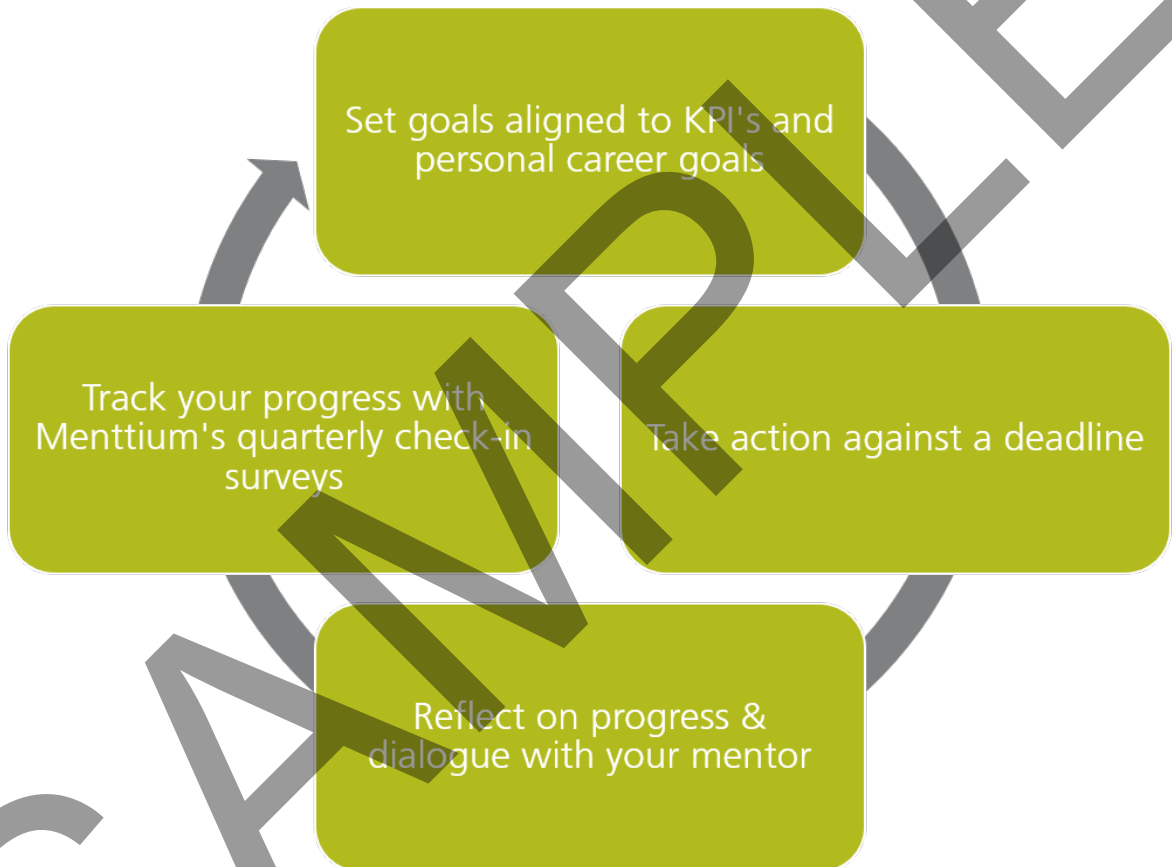 Set goals aligned to KPI's and
personal career goals
Take action against a deadline
Reflect on progress &
dialogue with your mentor
Track your progress with
Menttium's quarterly check-in
surveys
SAMPLE